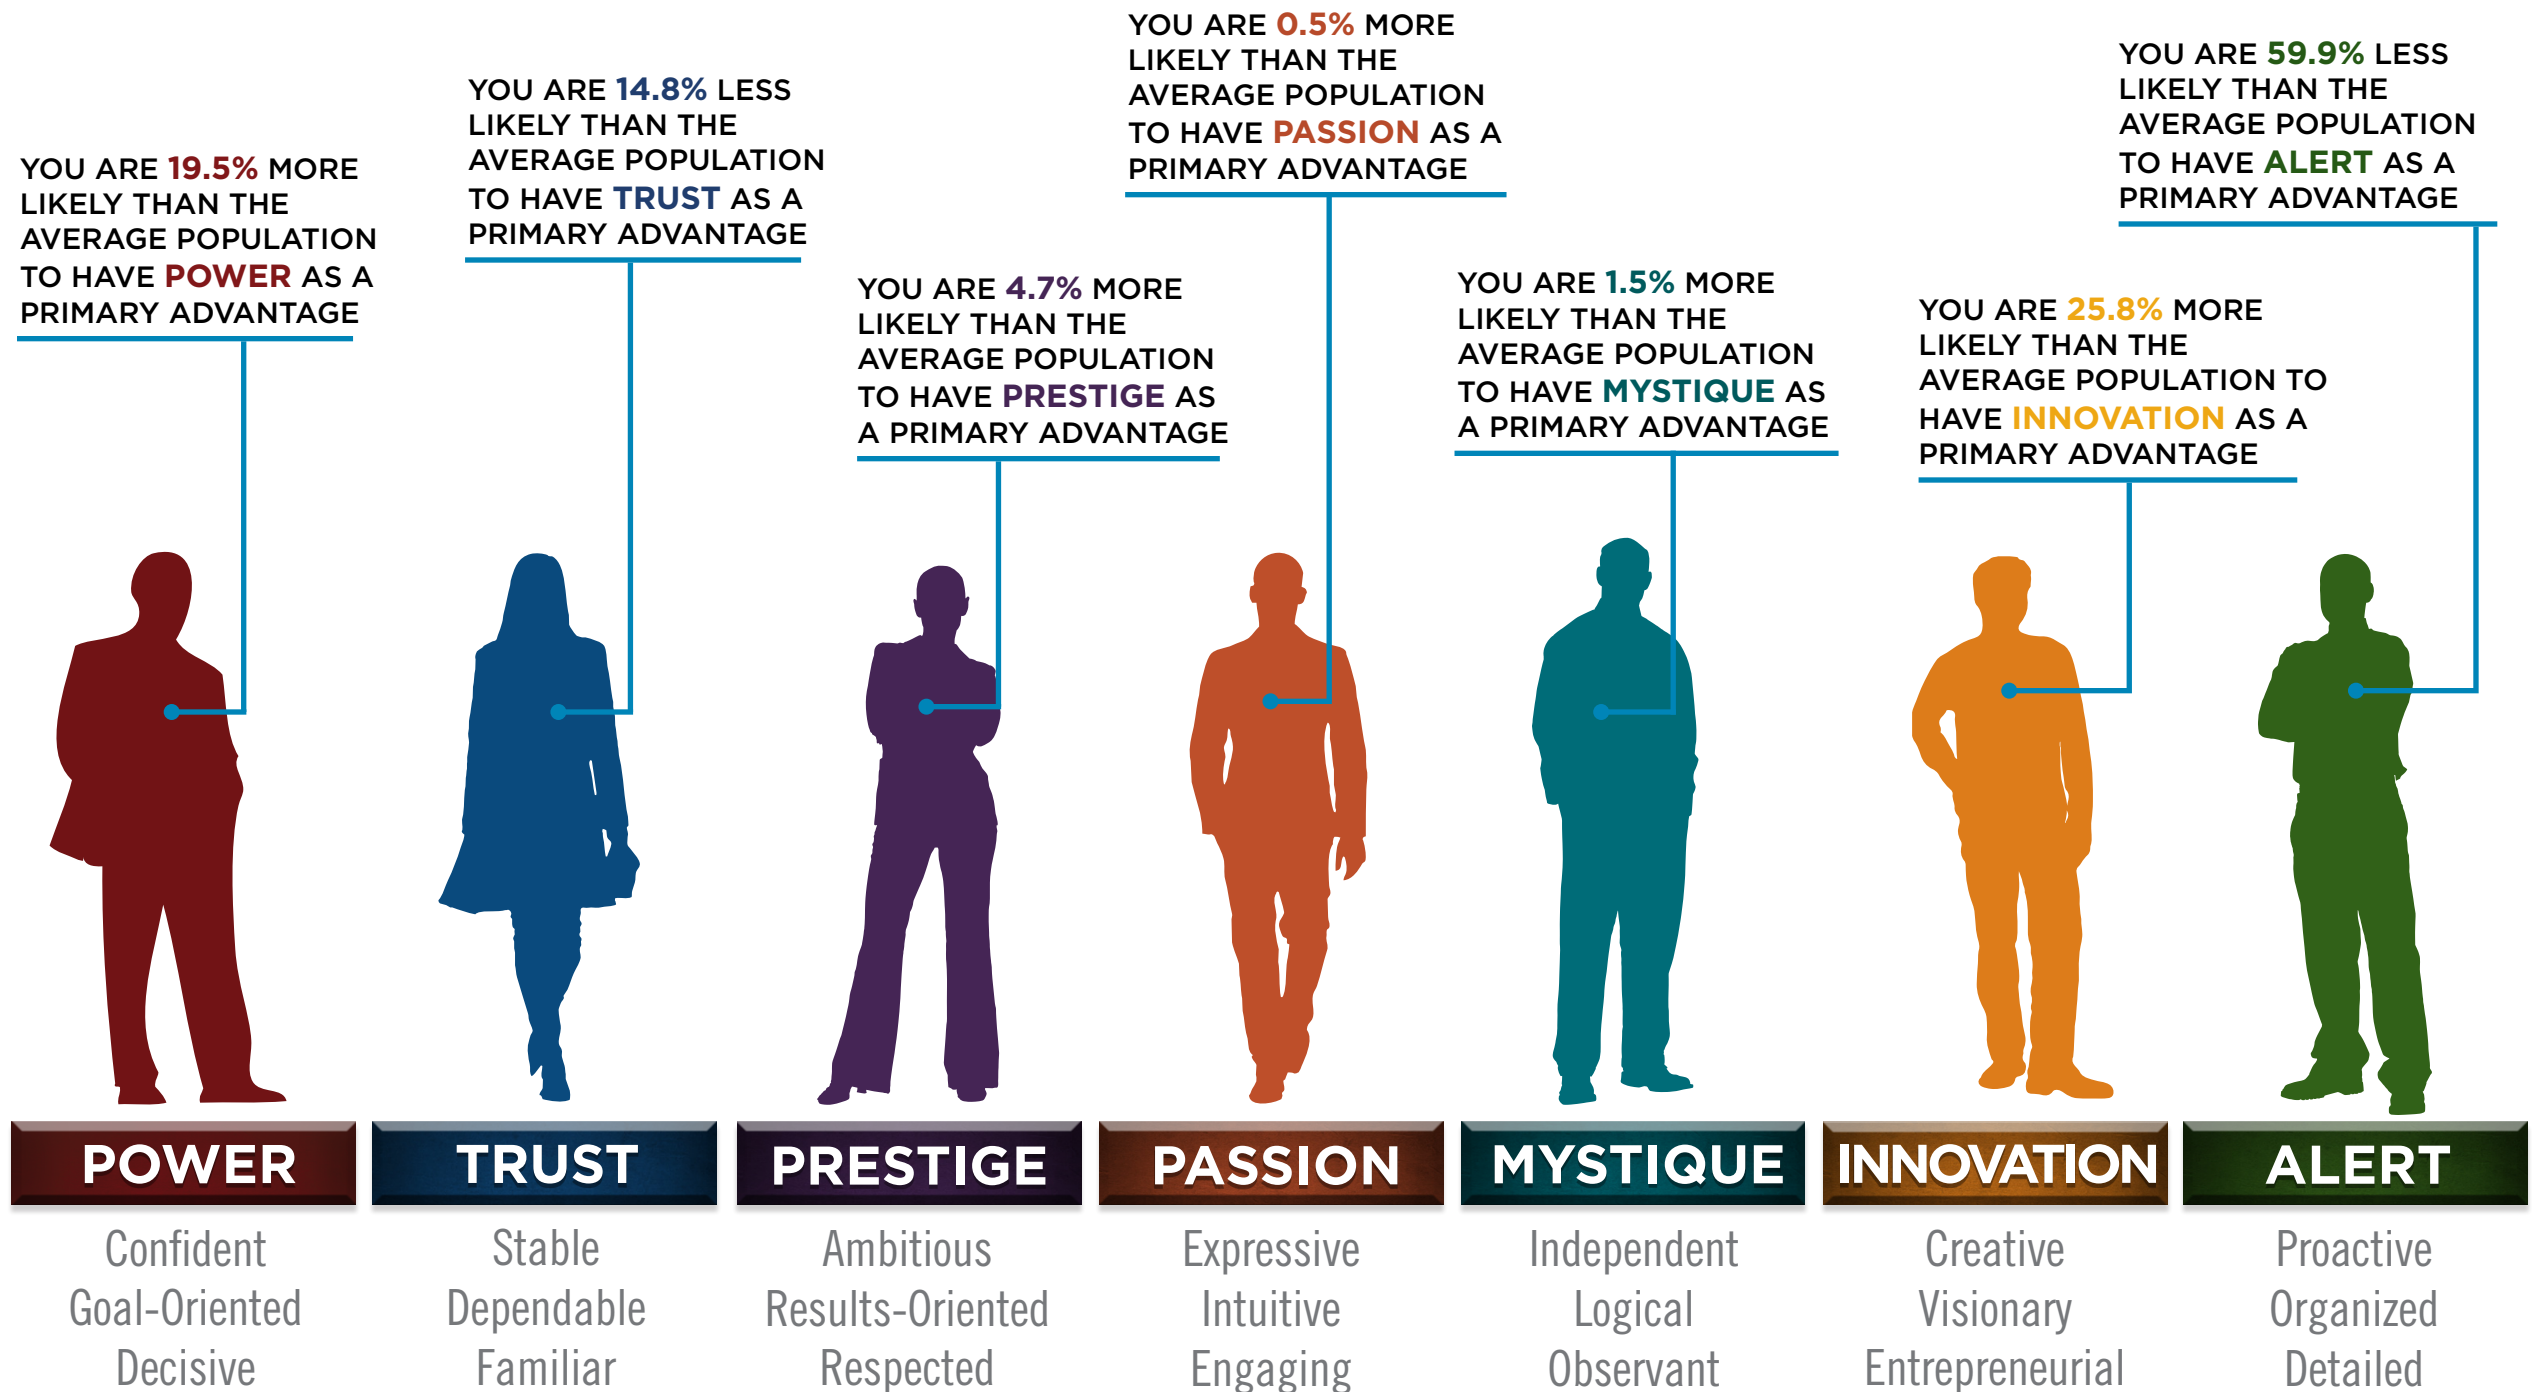 YOU ARE 19.5% MORE
LIKELY THAN THE
AVERAGE POPULATION
TO HAVE POWER AS A
PRIMARY ADVANTAGE
YOU ARE 14.8% LESS
LIKELY THAN THE
AVERAGE POPULATION
TO HAVE TRUST AS A
PRIMARY ADVANTAGE
YOU ARE 4.7% MORE
LIKELY THAN THE
AVERAGE POPULATION
TO HAVE PRESTIGE AS
A PRIMARY ADVANTAGE
YOU ARE 0.5% MORE
LIKELY THAN THE
AVERAGE POPULATION
TO HAVE PASSION AS A
PRIMARY ADVANTAGE
YOU ARE 1.5% MORE
LIKELY THAN THE
AVERAGE POPULATION
TO HAVE MYSTIQUE AS
A PRIMARY ADVANTAGE
YOU ARE 25.8% MORE
LIKELY THAN THE
AVERAGE POPULATION TO
HAVE INNOVATION AS A
PRIMARY ADVANTAGE
YOU ARE 59.9% LESS
LIKELY THAN THE
AVERAGE POPULATION
TO HAVE ALERT AS A
PRIMARY ADVANTAGE
POWER
Confident
Goal-Oriented
Decisive
TRUST
Stable
Dependable
Familiar
PRESTIGE
Ambitious
Results-Oriented
Respected
PASSION
Expressive
Intuitive
Engaging
MYSTIQUE
Independent
Logical
Observant
INNOVATION
Creative
Visionary
Entrepreneurial
ALERT
Proactive
Organized
Detailed